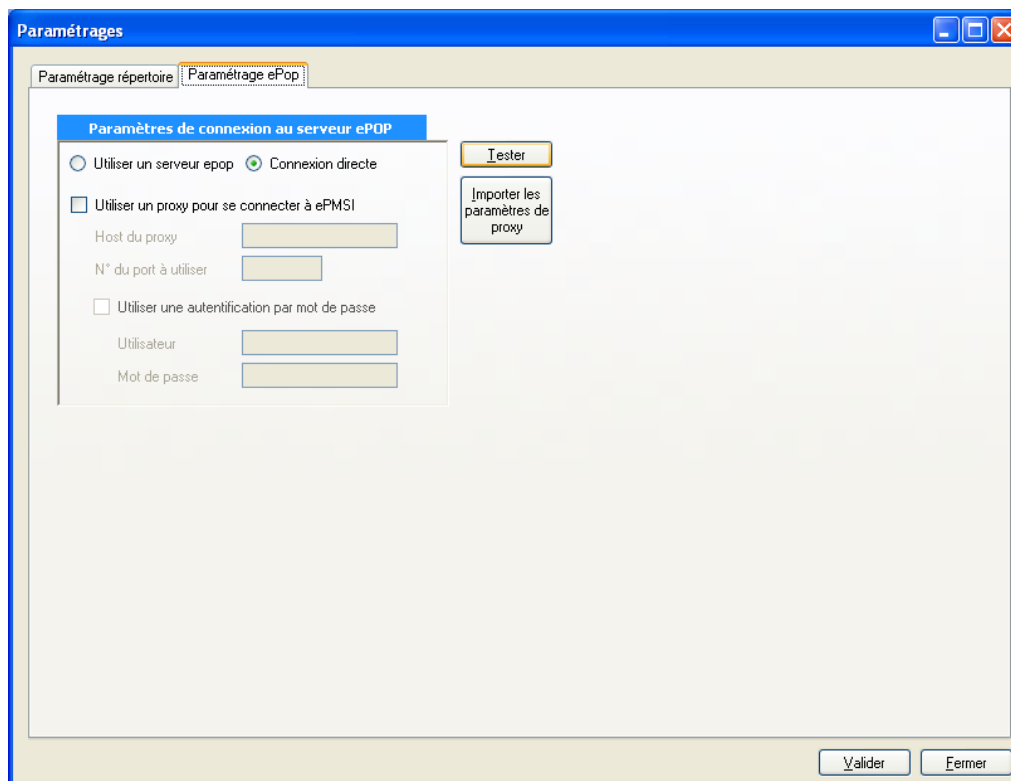 Paramétrages
Paramétrage répertoire
Paramétrage ePop
Paramètres de connexion au serveur ePOP
Utiliser un serveur epop
Connexion directe
Tester
Utiliser un proxy pour se connecter à ePMSI
Importer les
paramètres de
proxy
Host du proxy
N° du port à utiliser
Utiliser une autentification par mot de passe
Utilisateur
Mot de passe
Valider
Fermer